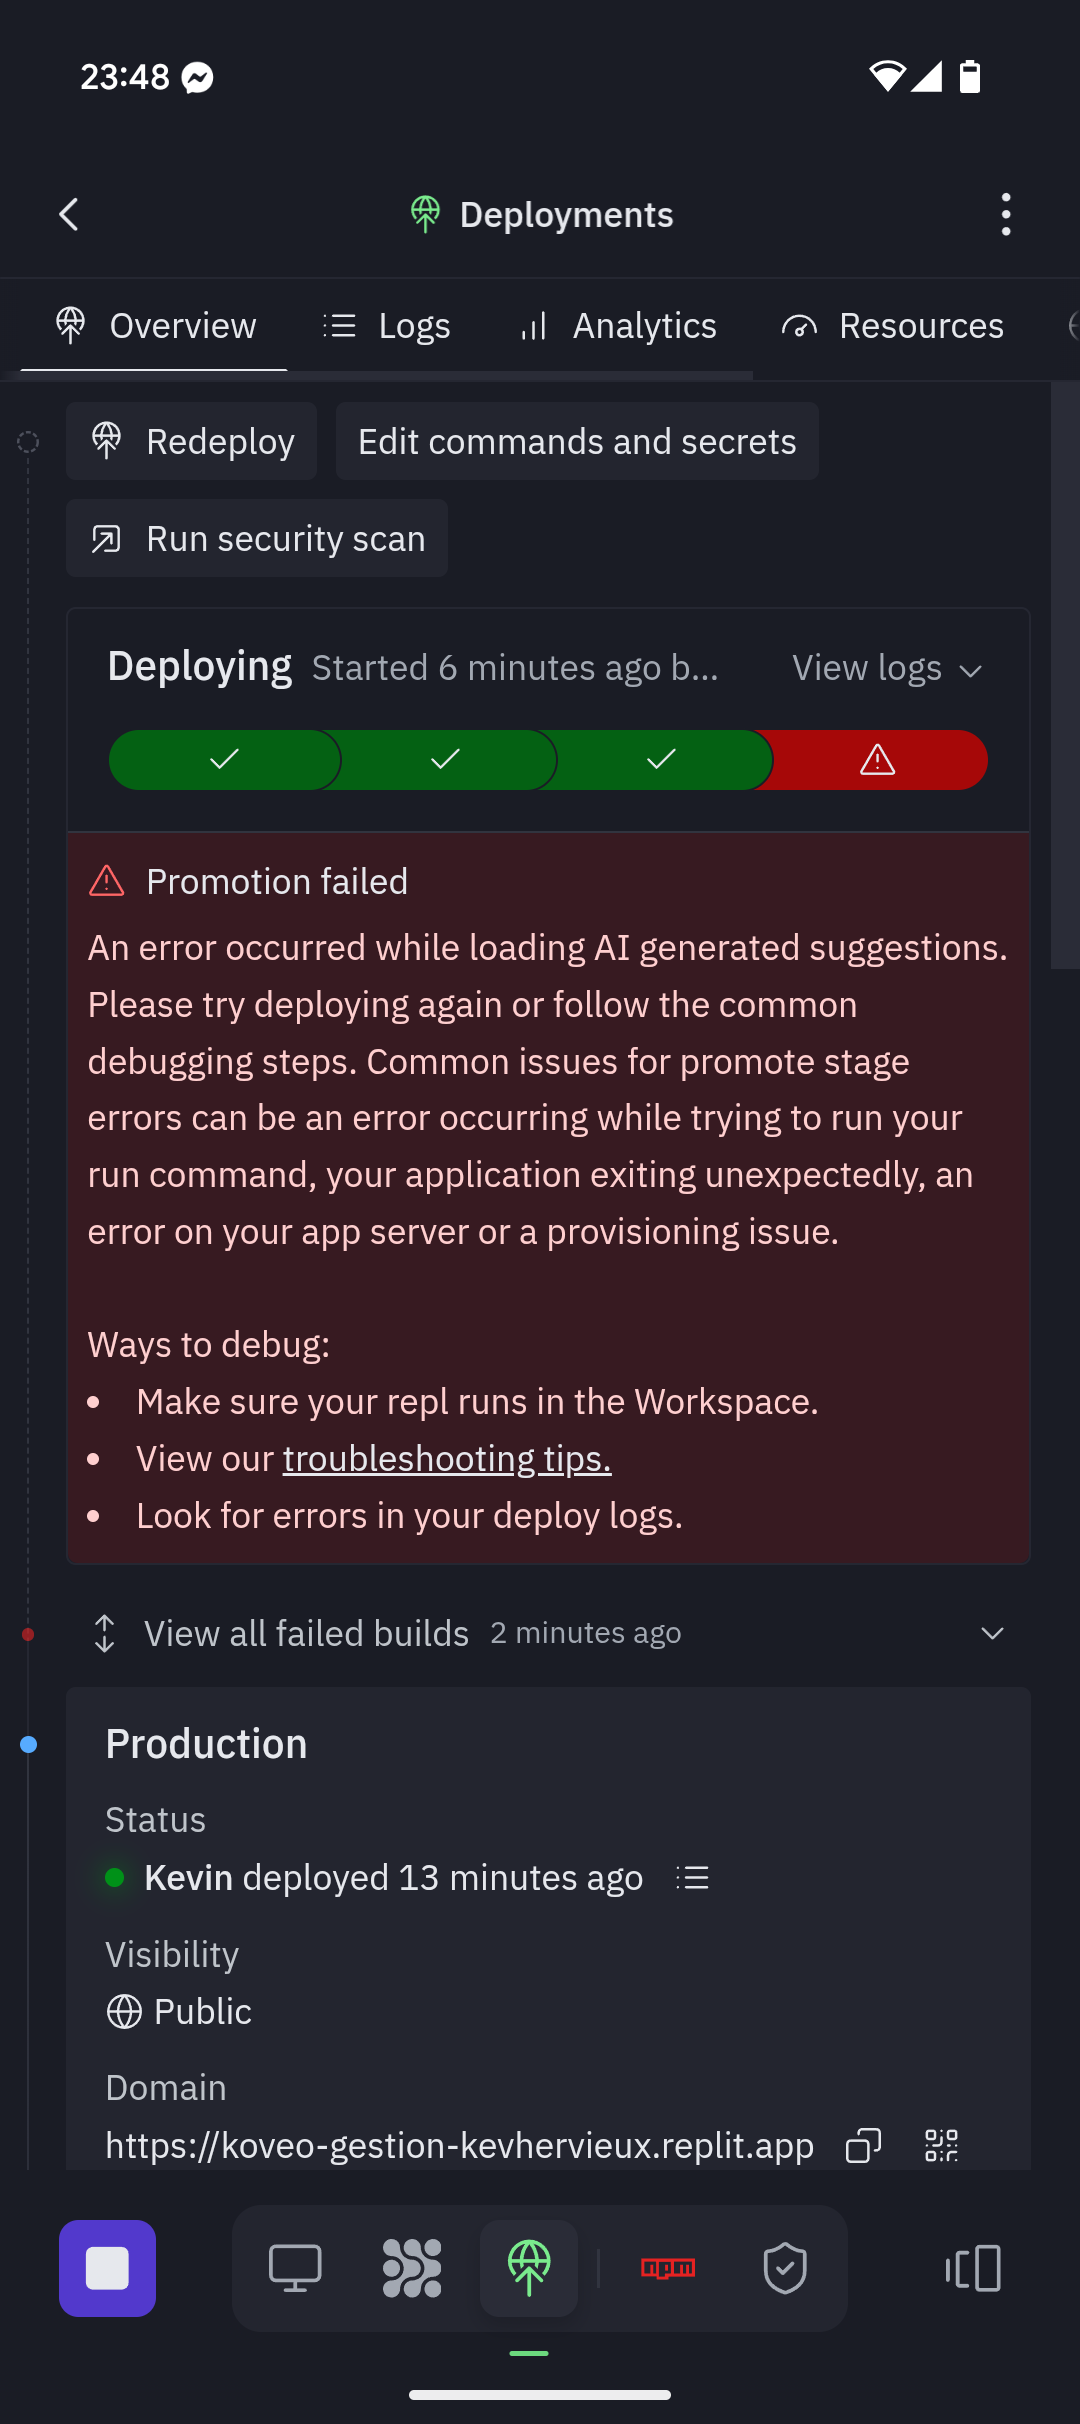 23:48
Deployments
Overview
Logs
Analytics
Resources
Redeploy
Edit commands and secrets
Run security scan
Deploying Started 6 minutes ago b... View logs
Promotion failed
An error occurred while loading AI generated suggestions.
Please try deploying again or follow the common
debugging steps. Common issues for promote stage
errors can be an error occurring while trying to run your
run command, your application exiting unexpectedly, an
error on your app server or a provisioning issue.
Ways to debug:
• Make sure your repl runs in the Workspace.
• View our troubleshooting tips.
• Look for errors in your deploy logs.
View all failed builds 2 minutes ago
Production
Status
Kevin deployed 13 minutes ago
Visibility
Public
Domain
https://koveo-gestion-kevhervieux.replit.app